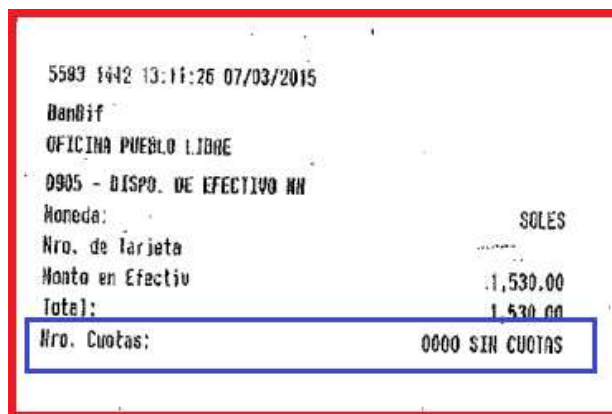 5583 1442 13:11:26 07/03/2015
BanBif
OFICINA PUEBLO LIBRE
0905 - DISPO. DE EFECTIVO MN
Moneda: SOLES
Nro. de Tarjeta
Monto en Efectiv 1,530.00
Total: 1,530.00
Nro. Cuotas: 0000 SIN CUOTAS